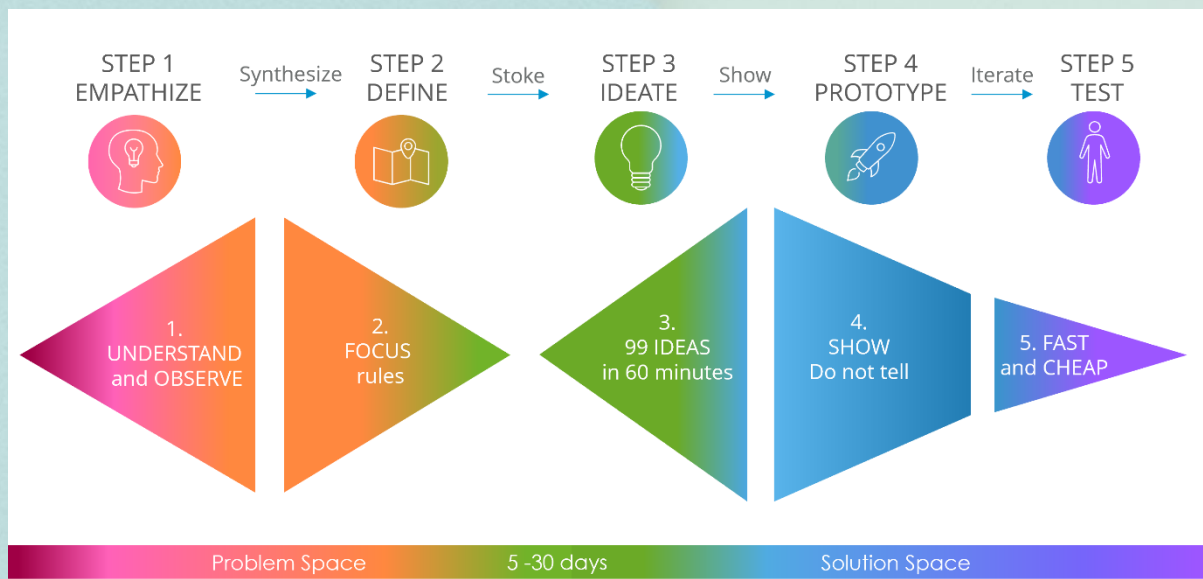 STEP 1
EMPATHIZE
Synthesize
STEP 2
DEFINE
Stoke
STEP 3
IDEATE
Show
STEP 4
PROTOTYPE
Iterate
STEP 5
TEST
1.
UNDERSTAND
and OBSERVE
2.
FOCUS
rules
3.
99 IDEAS
in 60 minutes
4.
SHOW
Do not tell
5. FAST
and CHEAP
Problem Space
5 -30 days
Solution Space